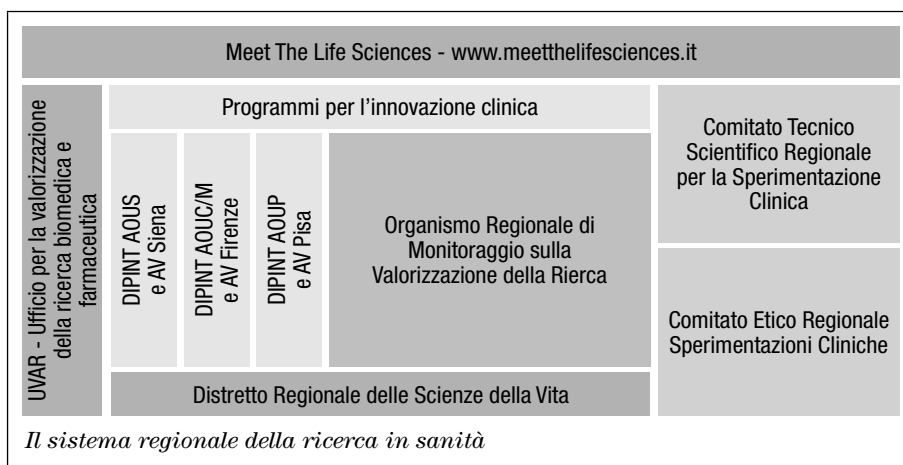 Meet The Life Sciences - www.meetthelifesciences.it
UVAR - Ufficio per la valorizzazione
della ricerca biomedica e
farmaceutica
Programmi per l'innovazione clinica
DIPINT AOUS
e AV Siena
DIPINT AOUC/M
e AV Firenze
DIPINT AOUP
e AV Pisa
Organismo Regionale di
Monitoraggio sulla
Valorizzazione della Rierca
Distretto Regionale delle Scienze della Vita
Comitato Tecnico
Scientifico Regionale
per la Sperimentazione
Clinica
Comitato Etico Regionale
Sperimentazioni Cliniche
Il sistema regionale della ricerca in sanità